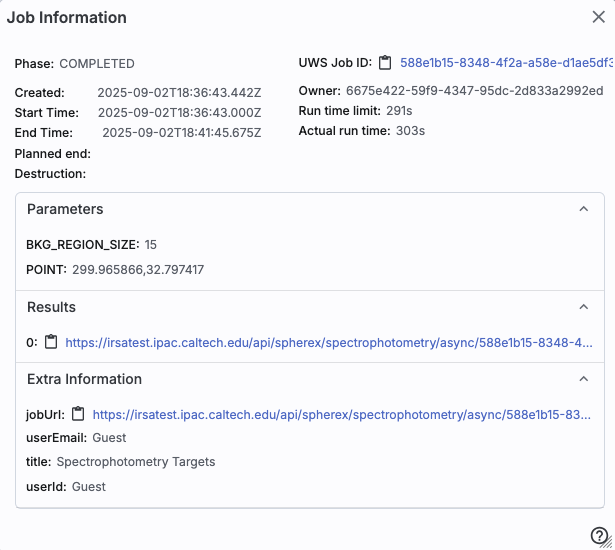 Job Information
Phase: COMPLETED
UWS Job ID: 588e1b15-8348-4f2a-a58e-d1ae5df3
Created: 2025-09-02T18:36:43.442Z
Owner: 6675e422-59f9-4347-95dc-2d833a2992ed
Start Time: 2025-09-02T18:36:43.000Z
Run time limit: 291s
End Time: 2025-09-02T18:41:45.675Z
Actual run time: 303s
Planned end:
Destruction:
Parameters
BKG_REGION_SIZE: 15
POINT: 299.965866,32.797417
Results
0: https://irsatest.ipac.caltech.edu/api/spherex/spectrophotometry/async/588e1b15-8348-4...
Extra Information
jobUrl: https://irsatest.ipac.caltech.edu/api/spherex/spectrophotometry/async/588e1b15-83...
userEmail: Guest
title: Spectrophotometry Targets
userId: Guest